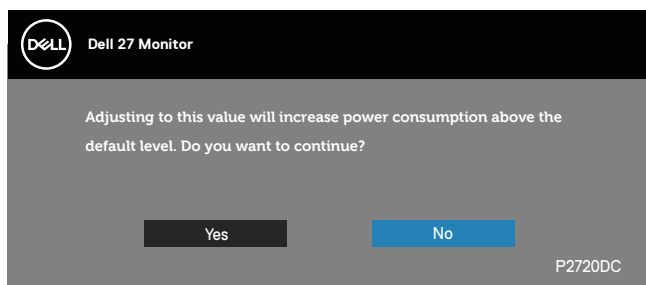 DELL
Dell 27 Monitor
Adjusting to this value will increase power consumption above the
default level. Do you want to continue?
Yes
No
P2720DC